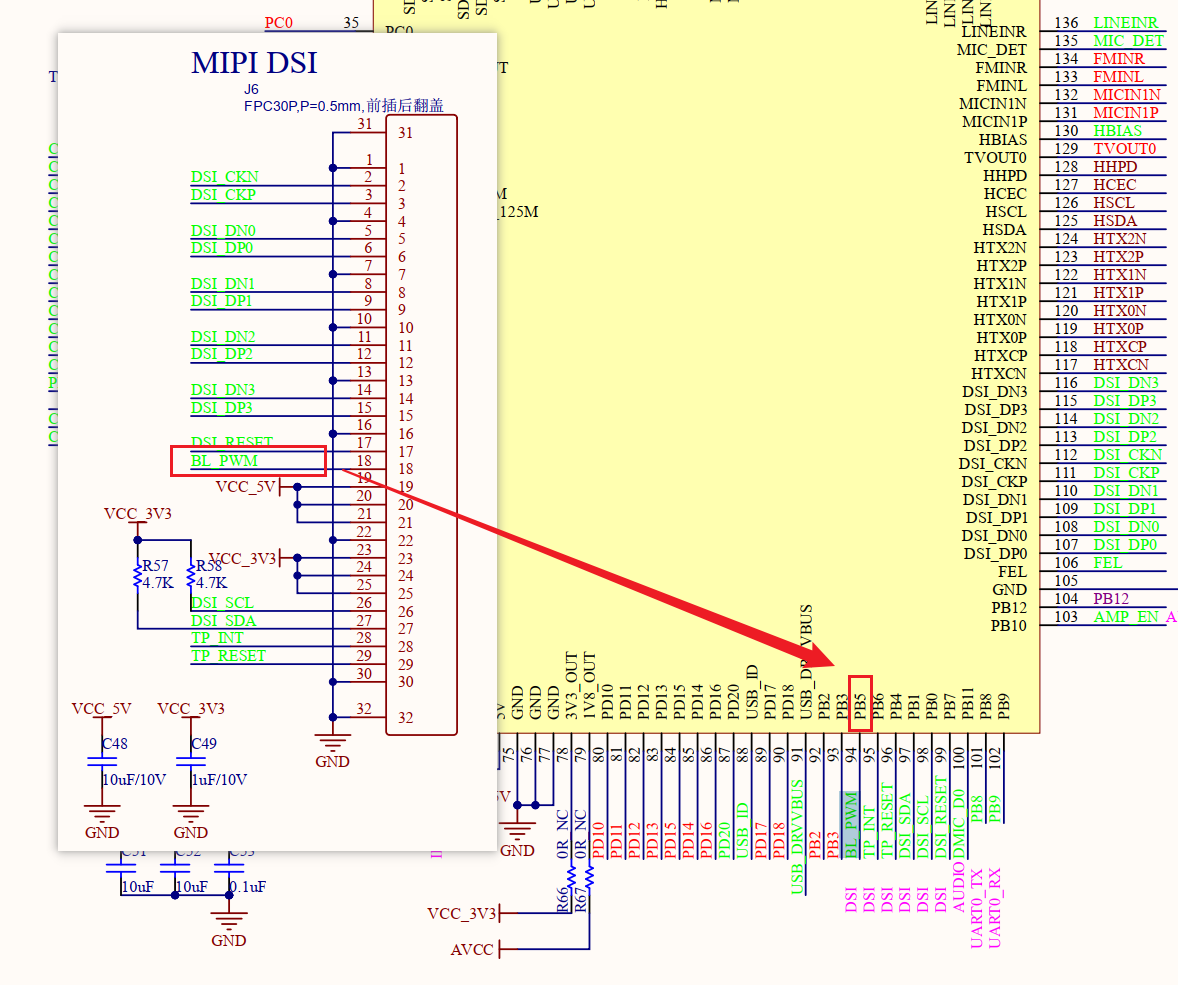 PC0 35 PC0
MIPI DSI
J6
FPC30P,P=0.5mm,前插后翻盖
31 31
1 1
DSI_CKN 2 2
DSI_CKP 3 3
4 4
DSI_DN0 5 5
DSI_DP0 6 6
7 7
DSI_DN1 8 8
DSI_DP1 9 9
10 10
DSI_DN2 11 11
DSI_DP2 12 12
13 13
DSI_DN3 14 14
DSI_DP3 15 15
16 16
DSI_RESET 17 17
BL_PWM 18 18
VCC_5V 19 19
20 20
21 21
22 22
VCC_3V3 23 23
24 24
25 25
DSI_SCL 26 26
DSI_SDA 27 27
TP_INT 28 28
TP_RESET 29 29
30 30
32 32
GND
VCC_3V3
R57
4.7K
R58
4.7K
VCC_5V
C48
10uF/10V
GND
VCC_3V3
C49
1uF/10V
GND
10uF
10uF
0.1uF
GND
_125M
LINEINR 136 LINEINR
MIC_DET 135 MIC_DET
FMINR 134 FMINR
FMINL 133 FMINL
MICIN1N 132 MICIN1N
MICIN1P 131 MICIN1P
HBIAS 130 HBIAS
TVOUT0 129 TVOUT0
HHPD 128 HHPD
HCEC 127 HCEC
HSCL 126 HSCL
HSDA 125 HSDA
HTX2N 124 HTX2N
HTX2P 123 HTX2P
HTX1N 122 HTX1N
HTX1P 121 HTX1P
HTX0N 120 HTX0N
HTX0P 119 HTX0P
HTXCP 118 HTXCP
HTXCN 117 HTXCN
DSI_DN3 116 DSI_DN3
DSI_DP3 115 DSI_DP3
DSI_DN2 114 DSI_DN2
DSI_DP2 113 DSI_DP2
DSI_CKN 112 DSI_CKN
DSI_CKP 111 DSI_CKP
DSI_DN1 110 DSI_DN1
DSI_DP1 109 DSI_DP1
DSI_DN0 108 DSI_DN0
DSI_DP0 107 DSI_DP0
FEL 106 FEL
GND 105
PB12 104 PB12
PB10 103 AMP_EN A
75
GND 76
GND 77
GND
3V3_OUT 78 0R_NC
1V8_OUT 79 0R_NC
PD10 80 PD10
PD11 81 PD11
PD12 82 PD12
PD13 83 PD13
PD15 84 PD15
PD14 85 PD14
PD16 86 PD16
PD20 87 PD20
USB_ID 88 USB_ID
PD17 89 PD17
PD18 90 PD18
USB_DRVVBUS 91 USB_DRVVBUS
PB2 92 PB2
PB3 93 PB3
PB5 94 BL_PWM DSI
PB6 95 TP_INT DSI
PB4 96 TP_RESET DSI
PB1 97 DSI_SDA DSI
PB0 98 DSI_SCL DSI
PB7 99 DSI_RESET DSI
PB11 100 DMIC_D0 AUDIO
PB8 101 PB8 UART0_TX
PB9 102 PB9 UART0_RX
GND
R66
R67
VCC_3V3
AVCC